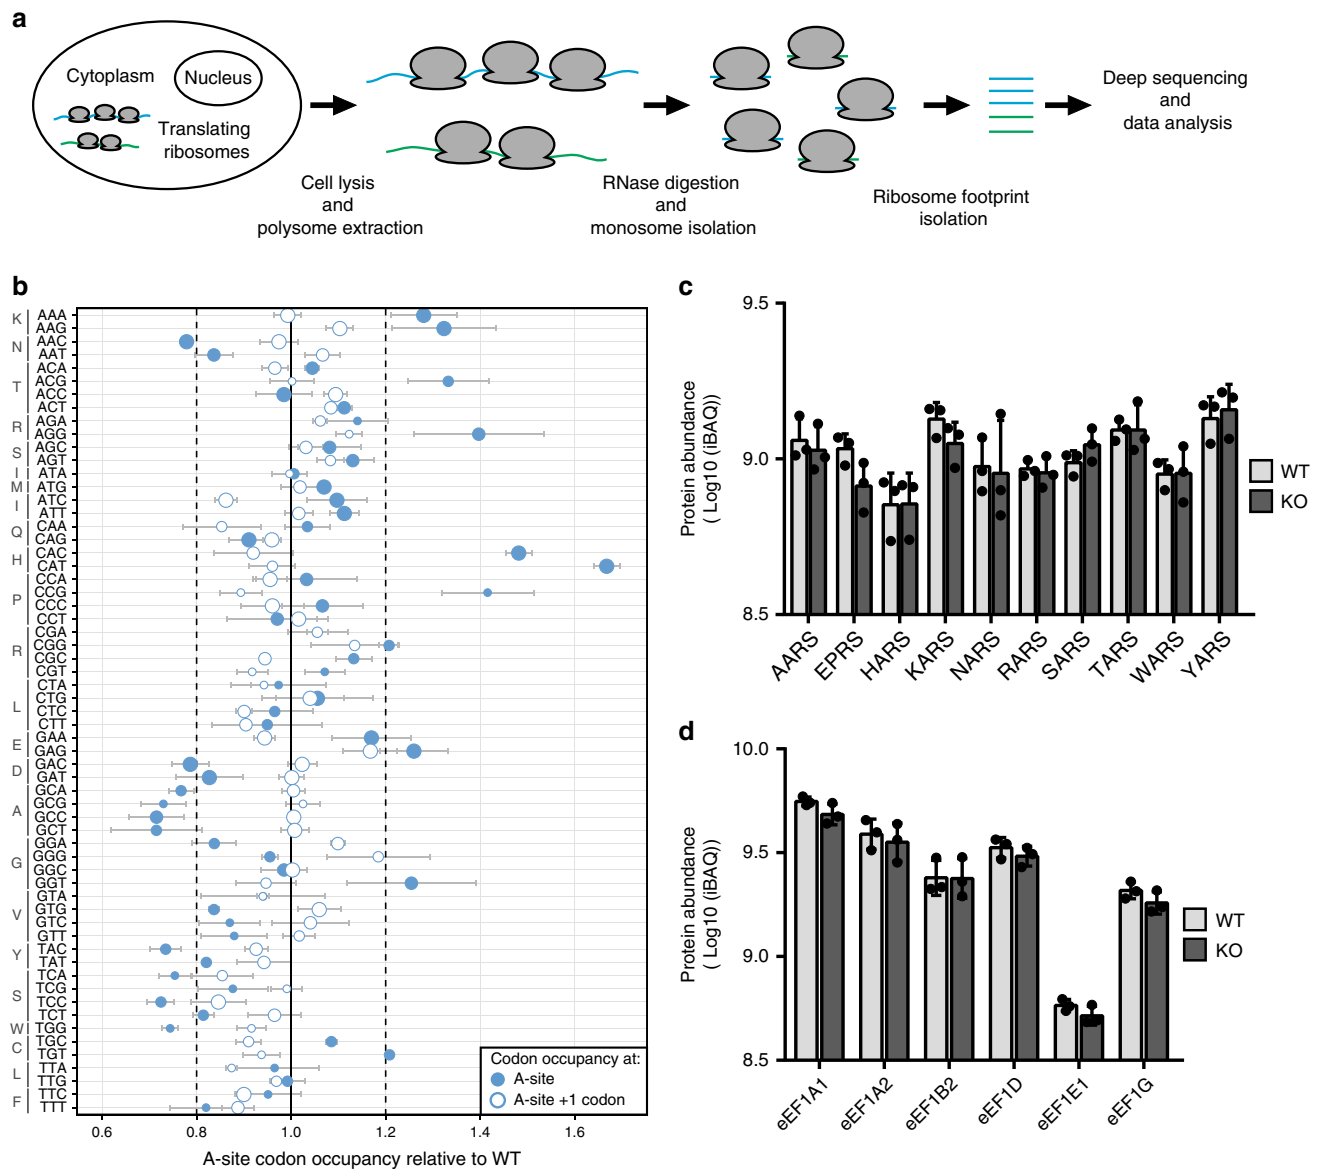 a
Cytoplasm
Nucleus
Translating
ribosomes
Cell lysis
and
polysome extraction
RNase digestion
and
monosome isolation
Ribosome footprint
isolation
Deep sequencing
and
data analysis
b
K
AAA
AAG
N
AAC
AAT
T
ACA
ACG
ACC
ACT
R
AGA
AGG
S
AGC
AGT
I
ATA
M
ATG
I
ATC
ATT
Q
CAA
CAG
H
CAC
CAT
P
CCA
CCG
CCC
CCT
R
CGA
CGG
CGC
CGT
L
CTA
CTG
CTC
CTT
E
GAA
GAG
D
GAC
GAT
A
GCA
GCG
GCC
GCT
G
GGA
GGG
GGC
GGT
V
GTA
GTG
GTC
GTT
Y
TAC
TAT
S
TCA
TCG
TCC
TCT
W
TGG
C
TGC
TGT
L
TTA
TTG
F
TTC
TTT
Codon occupancy at:
A-site
A-site +1 codon
0.6 0.8 1.0 1.2 1.4 1.6
A-site codon occupancy relative to WT
c
Protein abundance
( Log10 (iBAQ))
9.5
9.0
8.5
AARS EPRS HARS KARS NARS RARS SARS TARS WARS YARS
WT
KO
d
Protein abundance
( Log10 (iBAQ))
10.0
9.5
9.0
8.5
eEF1A1 eEF1A2 eEF1B2 eEF1D eEF1E1 eEF1G
WT
KO